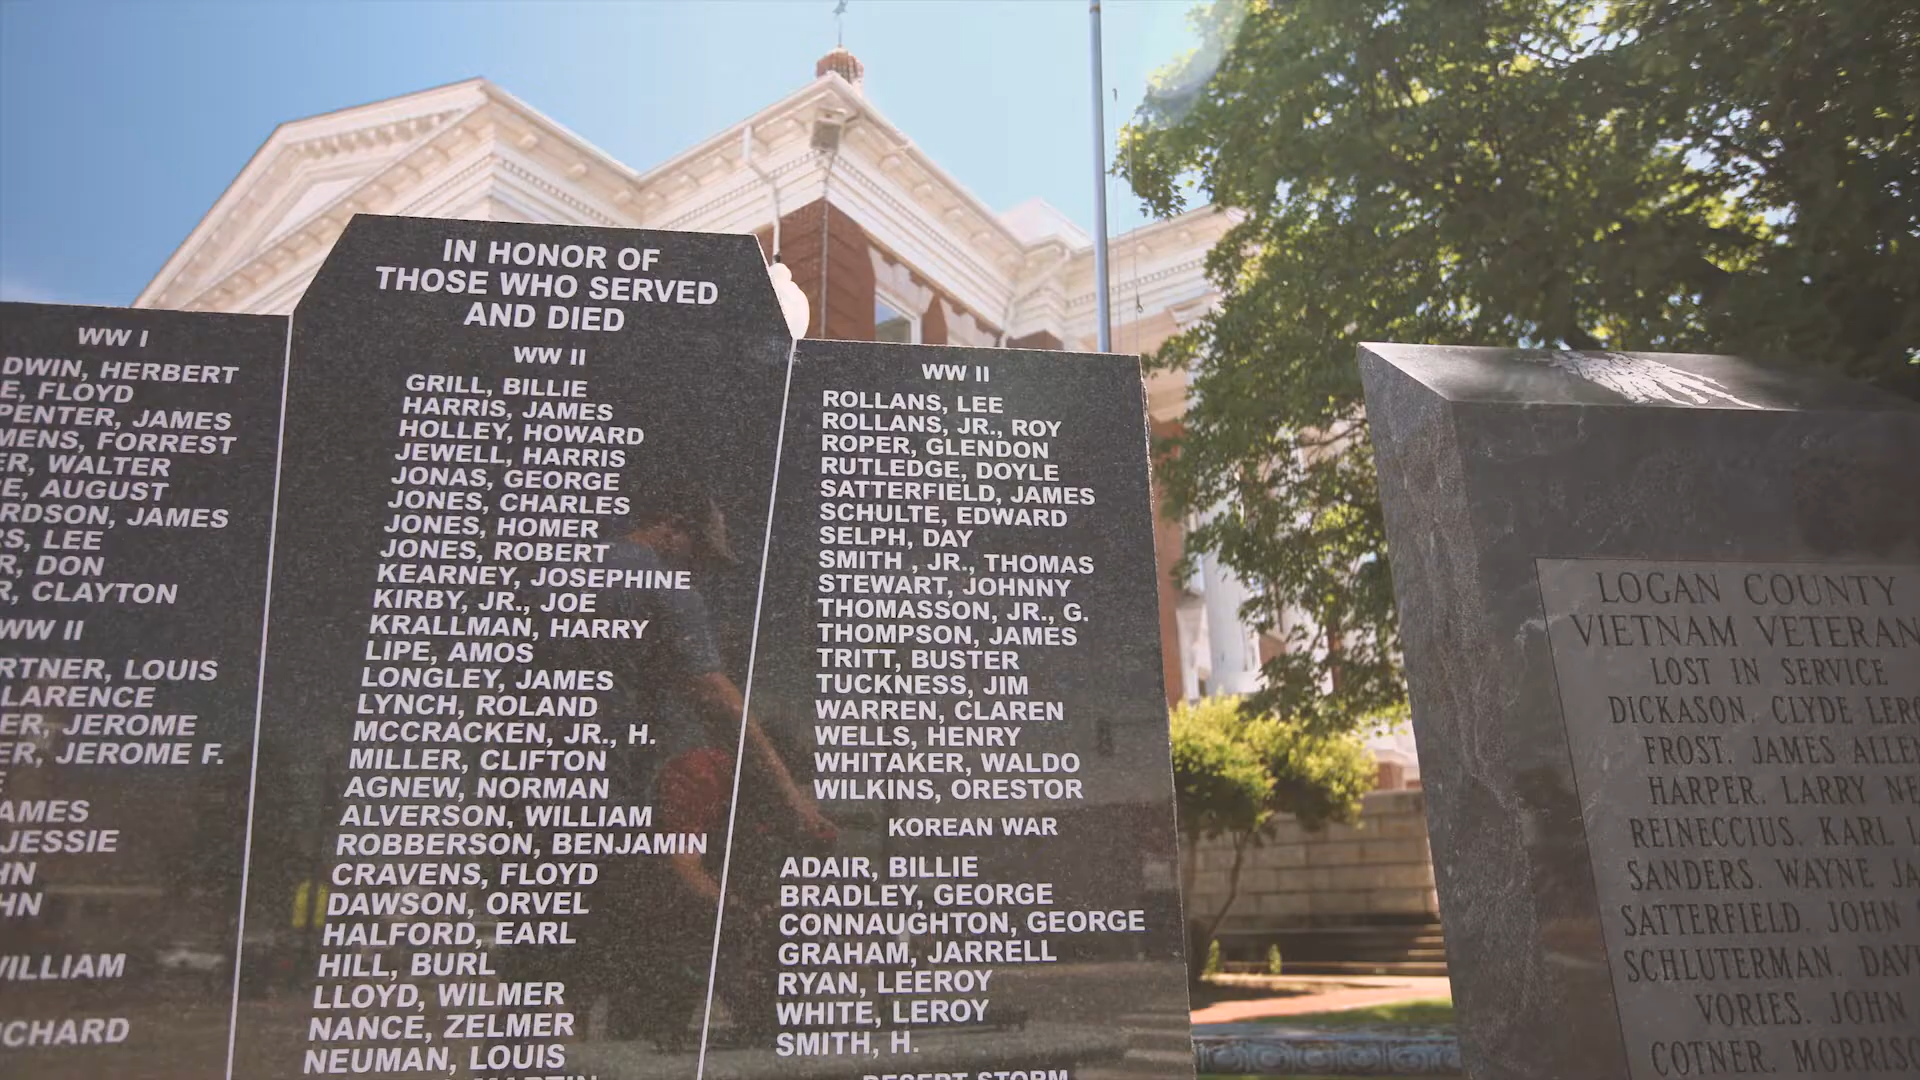 WW I
HERBERT
FLOYD
JAMES
FORREST
WALTER
AUGUST
JAMES
LEE
DON
CLAYTON
WW II
LOUIS
JEROME
JEROME F.
JESSIE
IN HONOR OF
THOSE WHO SERVED
AND DIED
WW II
GRILL, BILLIE
HARRIS, JAMES
HOLLEY, HOWARD
JEWELL, HARRIS
JONAS, GEORGE
JONES, CHARLES
JONES, HOMER
JONES, ROBERT
KEARNEY, JOSEPHINE
KIRBY, JR., JOE
KRALLMAN, HARRY
LIPE, AMOS
LONGLEY, JAMES
LYNCH, ROLAND
MCCRACKEN, JR., H.
MILLER, CLIFTON
AGNEW, NORMAN
ALVERSON, WILLIAM
ROBBERSON, BENJAMIN
CRAVENS, FLOYD
DAWSON, ORVEL
HALFORD, EARL
HILL, BURL
LLOYD, WILMER
NANCE, ZELMER
NEUMAN, LOUIS
WW II
ROLLANS, LEE
ROLLANS, JR., ROY
ROPER, GLENDON
RUTLEDGE, DOYLE
SATTERFIELD, JAMES
SCHULTE, EDWARD
SELPH, DAY
SMITH , JR., THOMAS
STEWART, JOHNNY
THOMASSON, JR., G.
THOMPSON, JAMES
TRITT, BUSTER
TUCKNESS, JIM
WARREN, CLAREN
WELLS, HENRY
WHITAKER, WALDO
WILKINS, ORESTOR
KOREAN WAR
ADAIR, BILLIE
BRADLEY, GEORGE
CONNAUGHTON, GEORGE
GRAHAM, JARRELL
RYAN, LEEROY
WHITE, LEROY
SMITH, H.
DESERT STORM
LOGAN COUNTY
VIETNAM VETERAN
LOST IN SERVICE
DICKASON, CLYDE
FROST, JAMES ALLEN
HARPER, LARRY
REINECCIUS, KARL
SANDERS, WAYNE
SATTERFIELD, JOHN
SCHLUTERMAN,
VORIES, JOHN
COTNER,